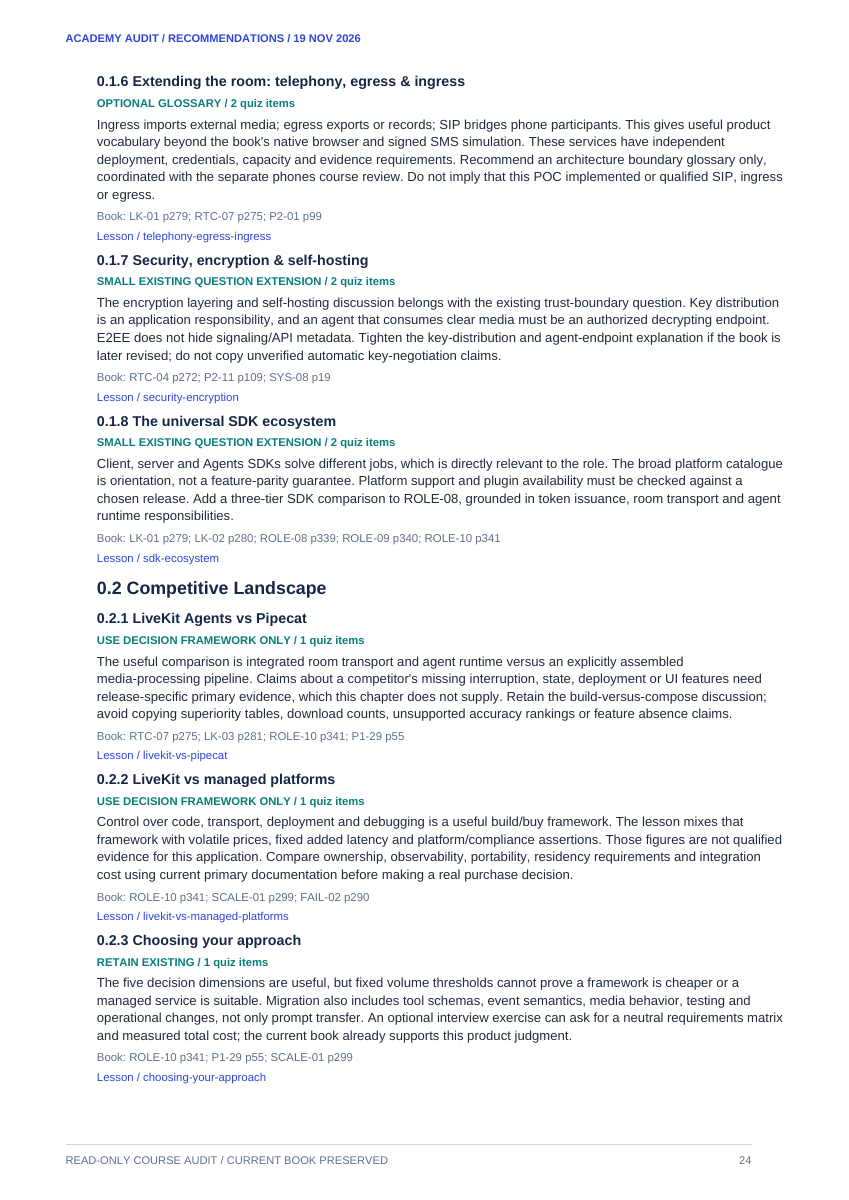 ACADEMY AUDIT / RECOMMENDATIONS / 19 NOV 2026
0.1.6 Extending the room: telephony, egress & ingress
OPTIONAL GLOSSARY / 2 quiz items
Ingress imports external media; egress exports or records; SIP bridges phone participants. This gives useful product
vocabulary beyond the book's native browser and signed SMS simulation. These services have independent
deployment, credentials, capacity and evidence requirements. Recommend an architecture boundary glossary only,
coordinated with the separate phones course review. Do not imply that this POC implemented or qualified SIP, ingress
or egress.
Book: LK-01 p279; RTC-07 p275; P2-01 p99
Lesson / telephony-egress-ingress
0.1.7 Security, encryption & self-hosting
SMALL EXISTING QUESTION EXTENSION / 2 quiz items
The encryption layering and self-hosting discussion belongs with the existing trust-boundary question. Key distribution
is an application responsibility, and an agent that consumes clear media must be an authorized decrypting endpoint.
E2EE does not hide signaling/API metadata. Tighten the key-distribution and agent-endpoint explanation if the book is
later revised; do not copy unverified automatic key-negotiation claims.
Book: RTC-04 p272; P2-11 p109; SYS-08 p19
Lesson / security-encryption
0.1.8 The universal SDK ecosystem
SMALL EXISTING QUESTION EXTENSION / 2 quiz items
Client, server and Agents SDKs solve different jobs, which is directly relevant to the role. The broad platform catalogue
is orientation, not a feature-parity guarantee. Platform support and plugin availability must be checked against a
chosen release. Add a three-tier SDK comparison to ROLE-08, grounded in token issuance, room transport and agent
runtime responsibilities.
Book: LK-01 p279; LK-02 p280; ROLE-08 p339; ROLE-09 p340; ROLE-10 p341
Lesson / sdk-ecosystem
0.2 Competitive Landscape
0.2.1 LiveKit Agents vs Pipecat
USE DECISION FRAMEWORK ONLY / 1 quiz items
The useful comparison is integrated room transport and agent runtime versus an explicitly assembled
media-processing pipeline. Claims about a competitor's missing interruption, state, deployment or UI features need
release-specific primary evidence, which this chapter does not supply. Retain the build-versus-compose discussion;
avoid copying superiority tables, download counts, unsupported accuracy rankings or feature absence claims.
Book: RTC-07 p275; LK-03 p281; ROLE-10 p341; P1-29 p55
Lesson / livekit-vs-pipecat
0.2.2 LiveKit vs managed platforms
USE DECISION FRAMEWORK ONLY / 1 quiz items
Control over code, transport, deployment and debugging is a useful build/buy framework. The lesson mixes that
framework with volatile prices, fixed added latency and platform/compliance assertions. Those figures are not qualified
evidence for this application. Compare ownership, observability, portability, residency requirements and integration
cost using current primary documentation before making a real purchase decision.
Book: ROLE-10 p341; SCALE-01 p299; FAIL-02 p290
Lesson / livekit-vs-managed-platforms
0.2.3 Choosing your approach
RETAIN EXISTING / 1 quiz items
The five decision dimensions are useful, but fixed volume thresholds cannot prove a framework is cheaper or a
managed service is suitable. Migration also includes tool schemas, event semantics, media behavior, testing and
operational changes, not only prompt transfer. An optional interview exercise can ask for a neutral requirements matrix
and measured total cost; the current book already supports this product judgment.
Book: ROLE-10 p341; P1-29 p55; SCALE-01 p299
Lesson / choosing-your-approach
READ-ONLY COURSE AUDIT / CURRENT BOOK PRESERVED
24